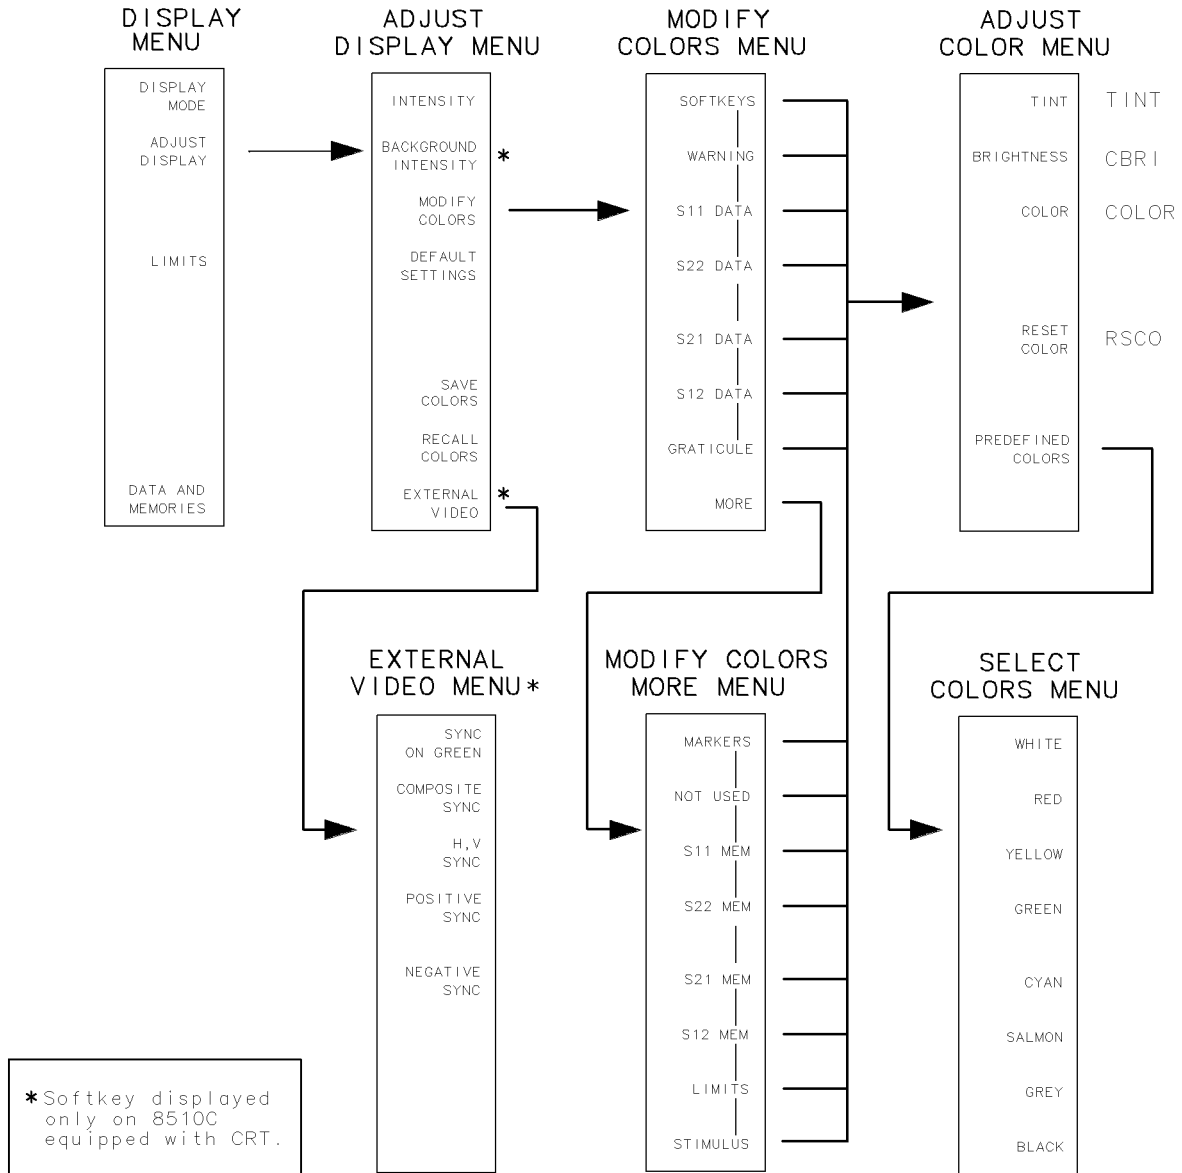 DISPLAY
MENU
DISPLAY
MODE
ADJUST
DISPLAY
LIMITS
DATA AND
MEMORIES
ADJUST
DISPLAY MENU
INTENSITY
BACKGROUND
INTENSITY *
MODIFY
COLORS
DEFAULT
SETTINGS
SAVE
COLORS
RECALL
COLORS
EXTERNAL *
VIDEO
MODIFY
COLORS MENU
SOFTKEYS
WARNING
S11 DATA
S22 DATA
S21 DATA
S12 DATA
GRATICULE
MORE
ADJUST
COLOR MENU
TINT TINT
BRIGHTNESS CBRI
COLOR COLOR
RESET
COLOR RSCO
PREDEFINED
COLORS
EXTERNAL
VIDEO MENU*
SYNC
ON GREEN
COMPOSITE
SYNC
H,V
SYNC
POSITIVE
SYNC
NEGATIVE
SYNC
MODIFY COLORS
MORE MENU
MARKERS
NOT USED
S11 MEM
S22 MEM
S21 MEM
S12 MEM
LIMITS
STIMULUS
SELECT
COLORS MENU
WHITE
RED
YELLOW
GREEN
CYAN
SALMON
GREY
BLACK
*Softkey displayed
only on 8510C
equipped with CRT.